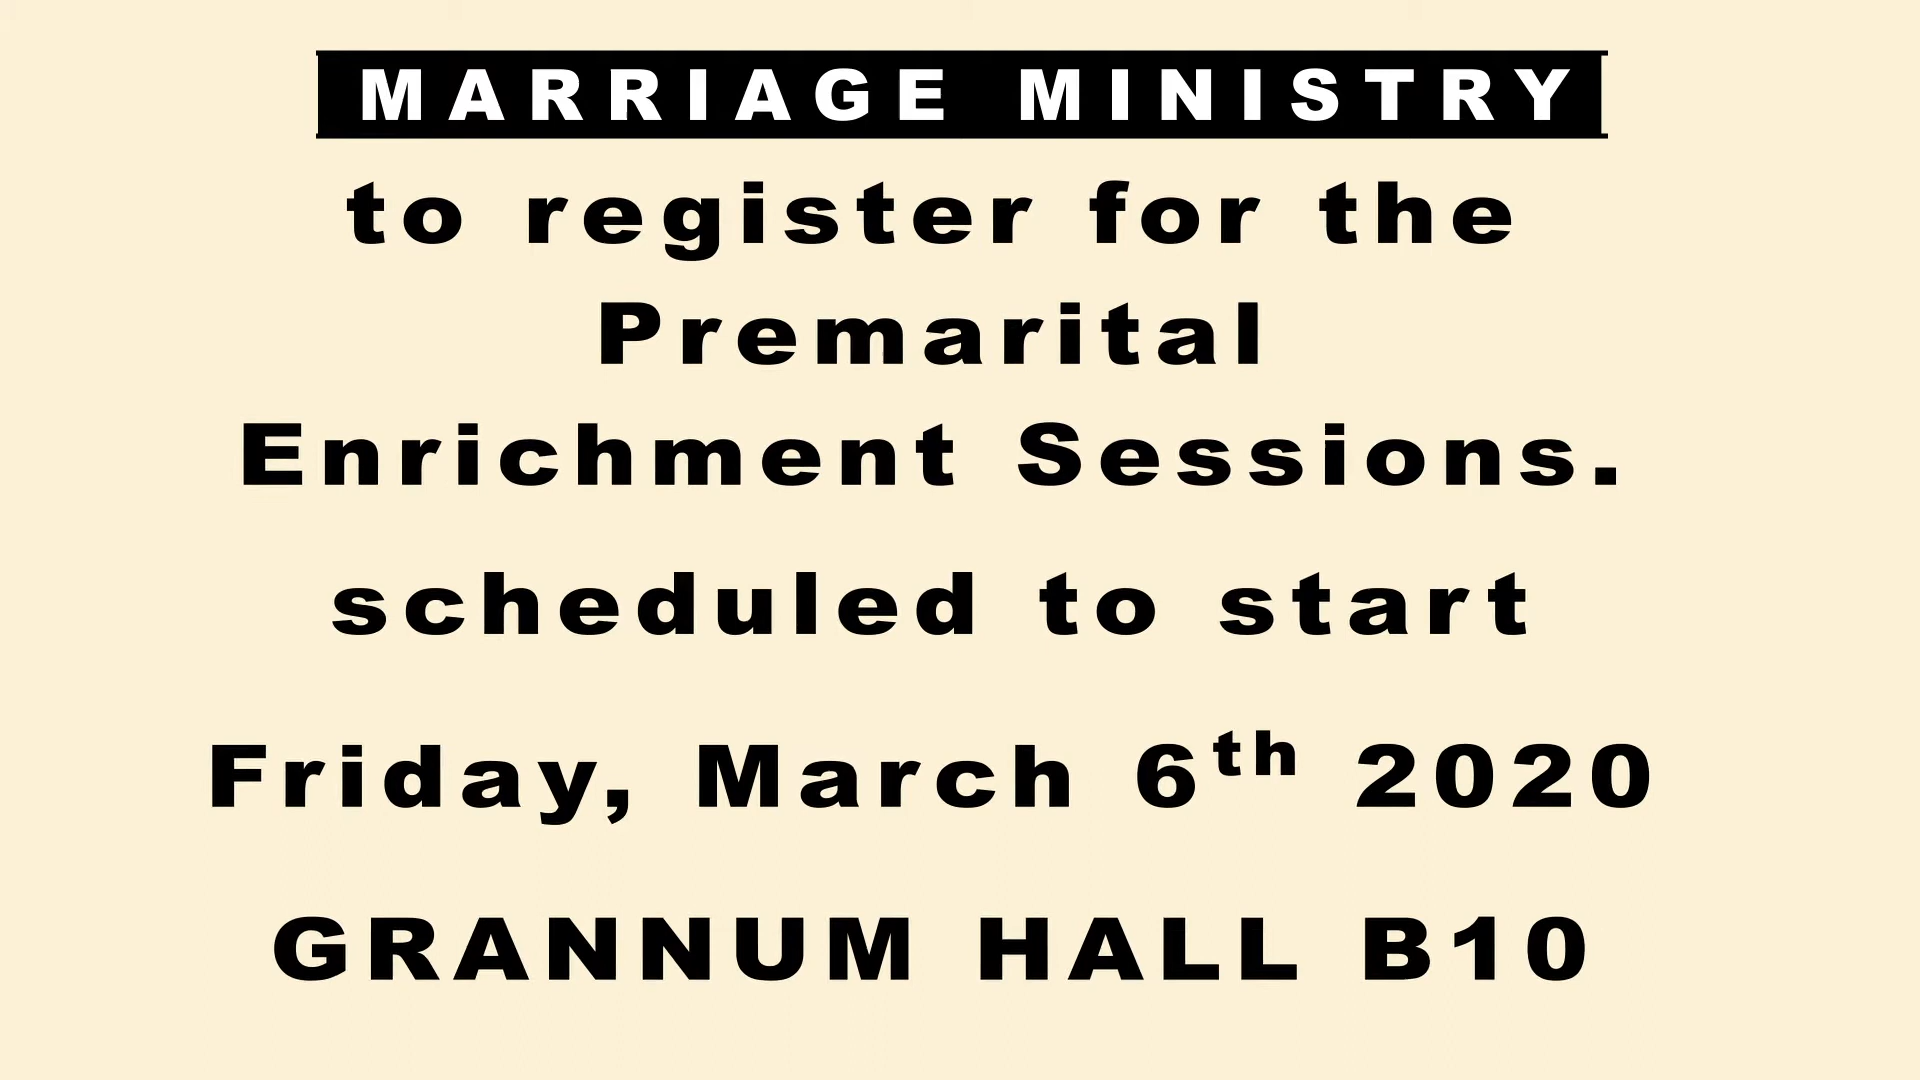 MARRIAGE MINISTRY
to register for the
Premarital
Enrichment Sessions.
scheduled to start
Friday, March 6th 2020
GRANNUM HALL B10